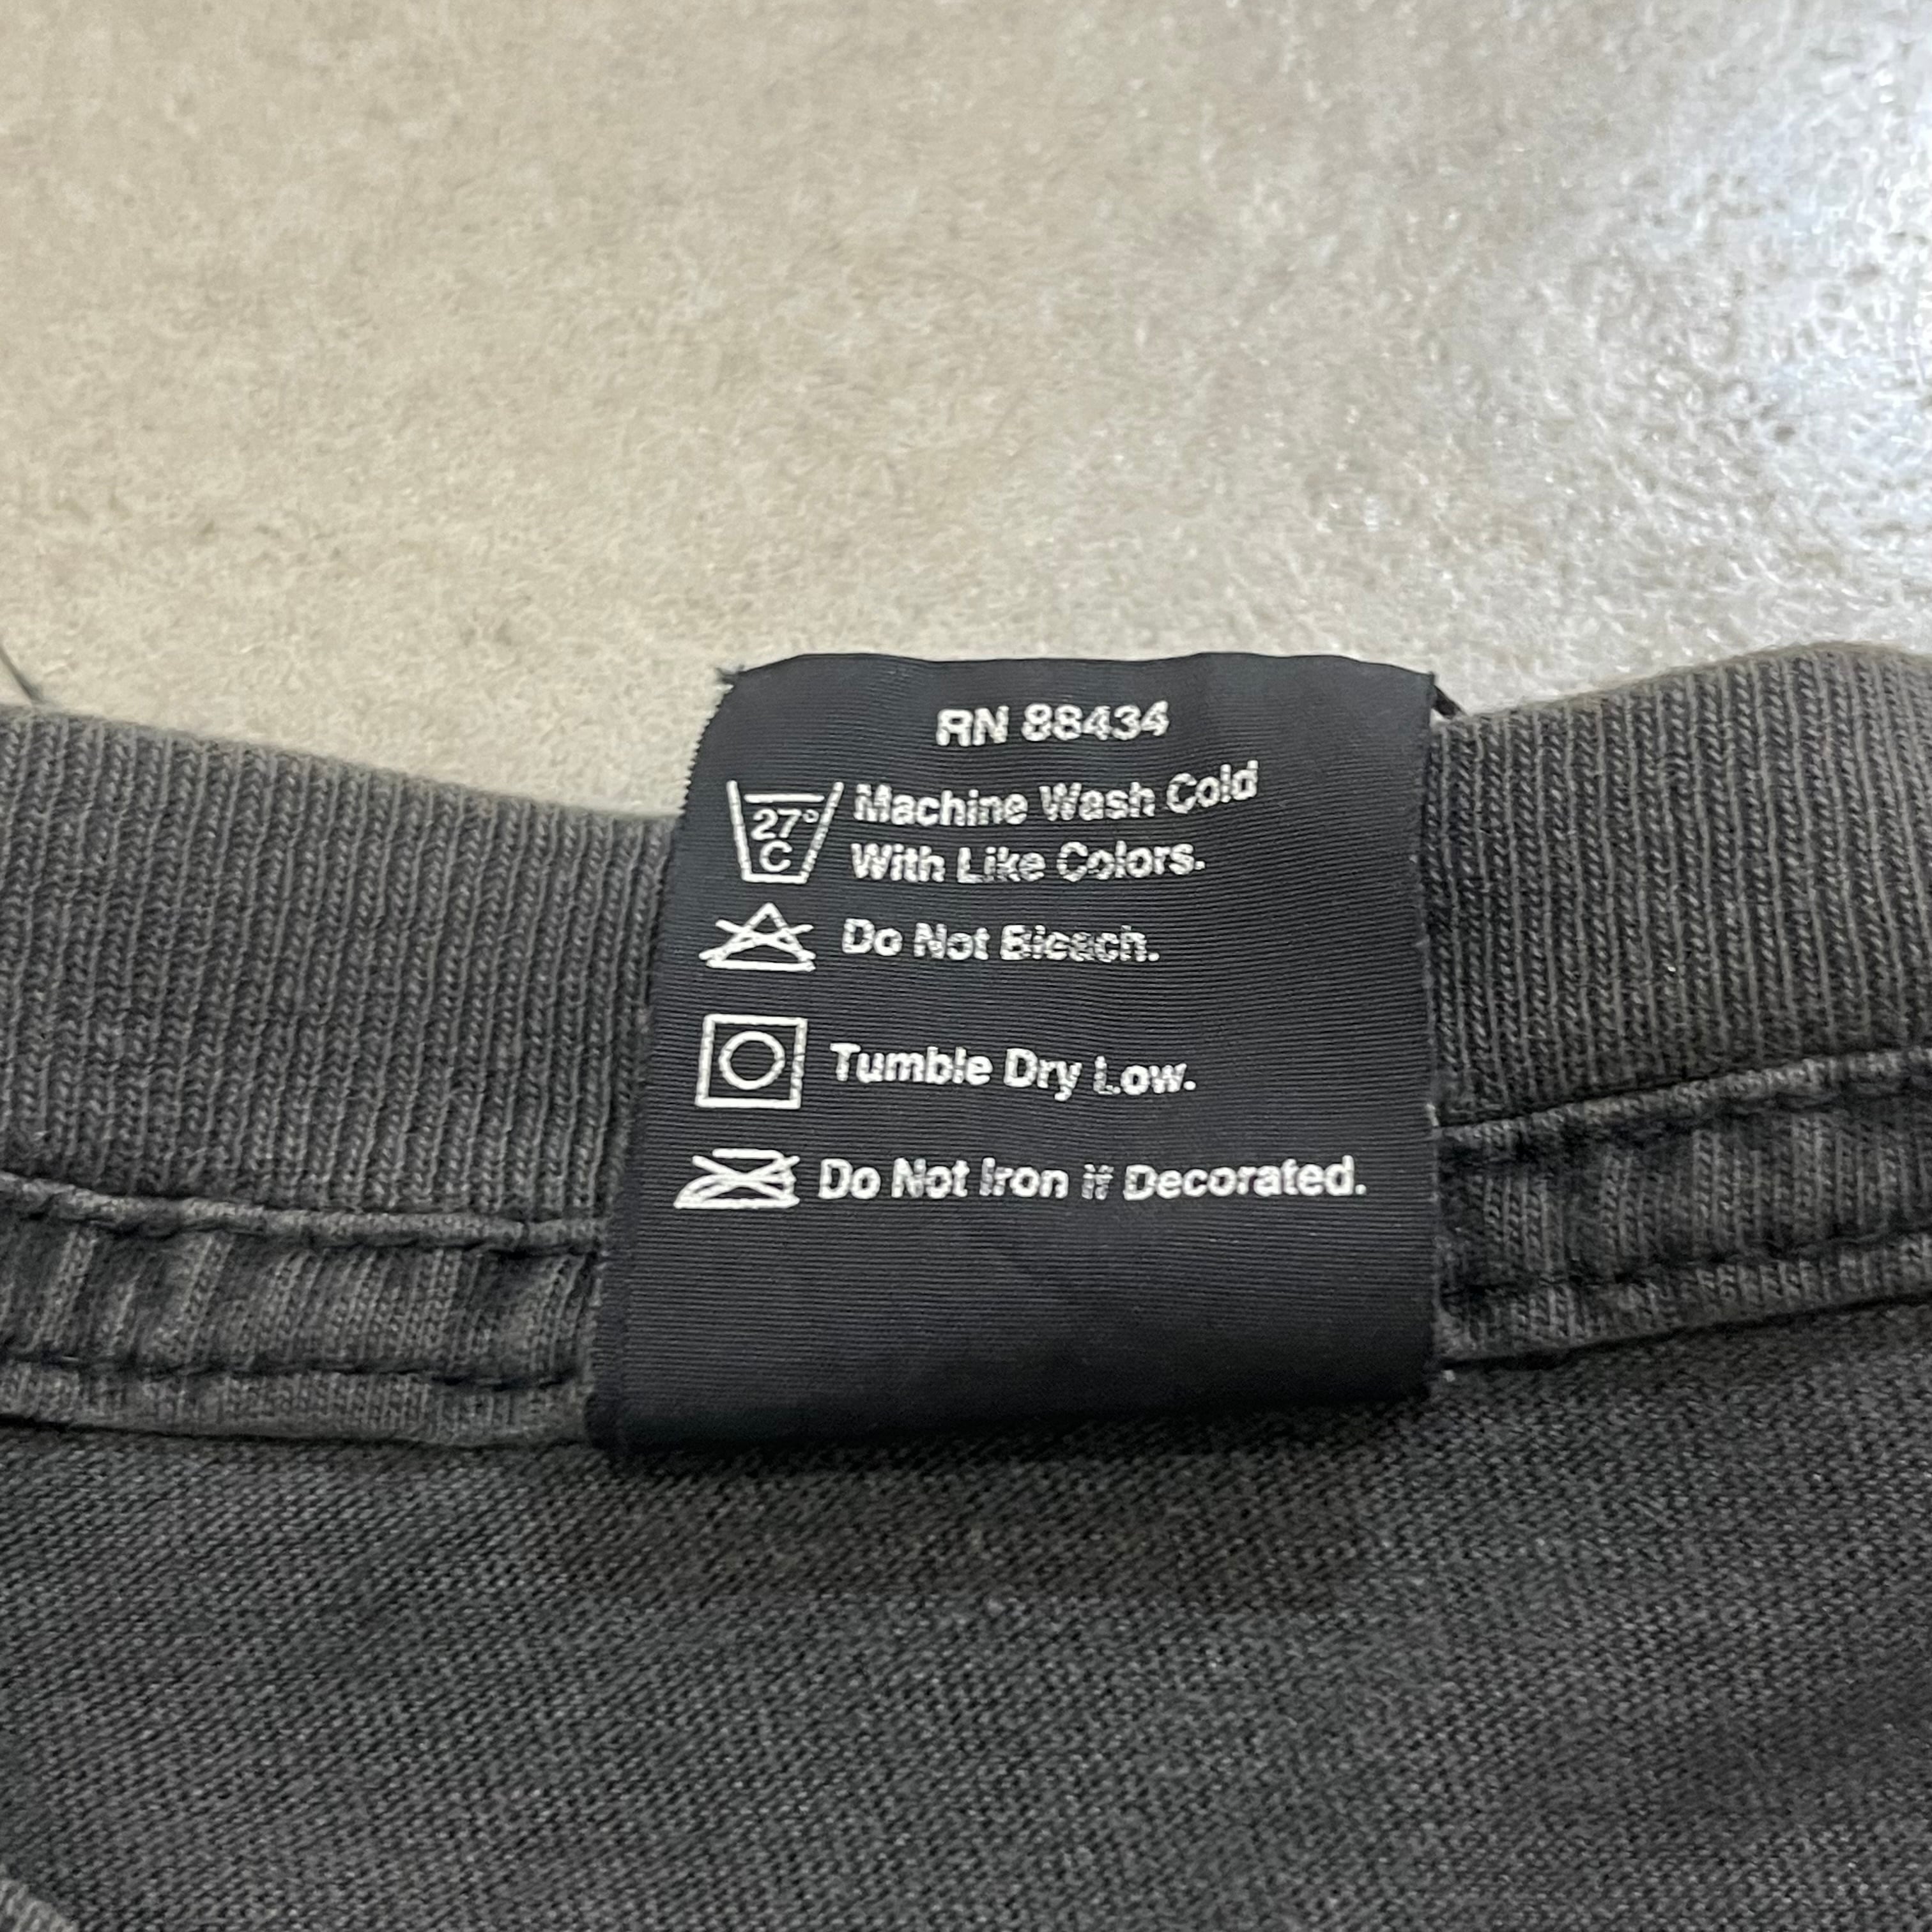 RN 88434
27°
C
Machine Wash Cold
With Like Colors.
Do Not Bleach.
Tumble Dry Low.
Do Not Iron if Decorated.